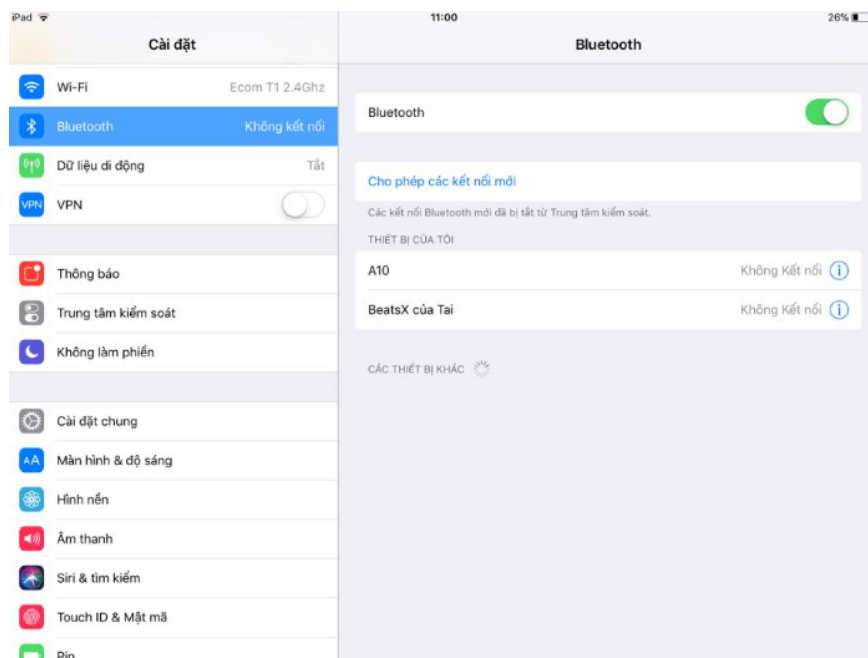 iPad 11:00 26%
Cài đặt
Wi-Fi Ecom T1 2.4Ghz
Bluetooth Không kết nối
Dữ liệu di động Tắt
VPN VPN
Thông báo
Trung tâm kiểm soát
Không làm phiền
Cài đặt chung
AA Màn hình & độ sáng
Hình nền
Âm thanh
Siri & tìm kiếm
Touch ID & Mật mã
Pin
Bluetooth
Bluetooth
Cho phép các kết nối mới
Các kết nối Bluetooth mới đã bị tắt từ Trung tâm kiểm soát.
THIẾT BỊ CỦA TÔI
A10 Không Kết nối
BeatsX của Tai Không Kết nối
CÁC THIẾT BỊ KHÁC